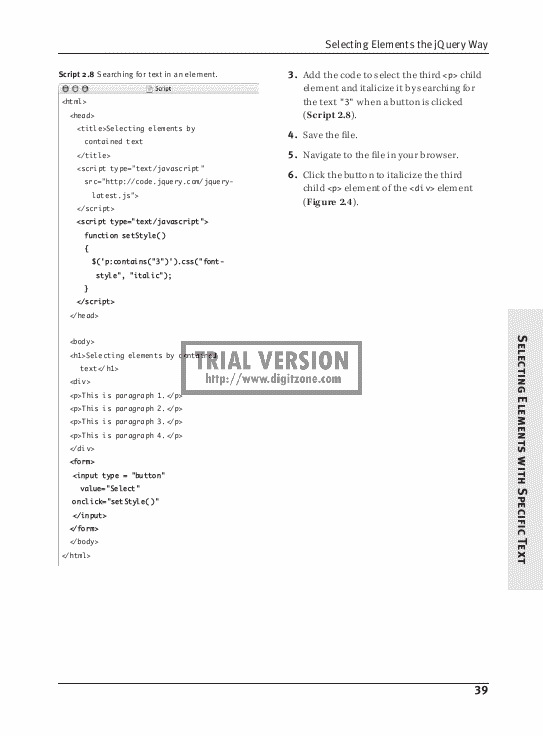 Selecting Elements the jQuery Way
Script 2.8 Searching for text in an element.
Script
<html>
<head>
<title>Selecting elements by
contained text
</title>
<script type="text/javascript"
src="http://code.jquery.com/jquery-
latest.js">
</script>
<script type="text/javascript">
function setStyle()
{
$('p:contains("3")').css("font-
style", "italic");
}
</script>
</head>
<body>
<h1>Selecting elements by contained
text</h1>
<div>
<p>This is paragraph 1.</p>
<p>This is paragraph 2.</p>
<p>This is paragraph 3.</p>
<p>This is paragraph 4.</p>
</div>
<form>
<input type = "button"
value="Select"
onclick="setStyle()"
</input>
</form>
</body>
</html>
3. Add the code to select the third <p> child
element and italicize it by searching for
the text "3" when a button is clicked
(Script 2.8).
4. Save the file.
5. Navigate to the file in your browser.
6. Click the button to italicize the third
child <p> element of the <div> element
(Figure 2.4).
TRIAL VERSION
http://www.digitzone.com
Selecting Elements with Specific Text
39